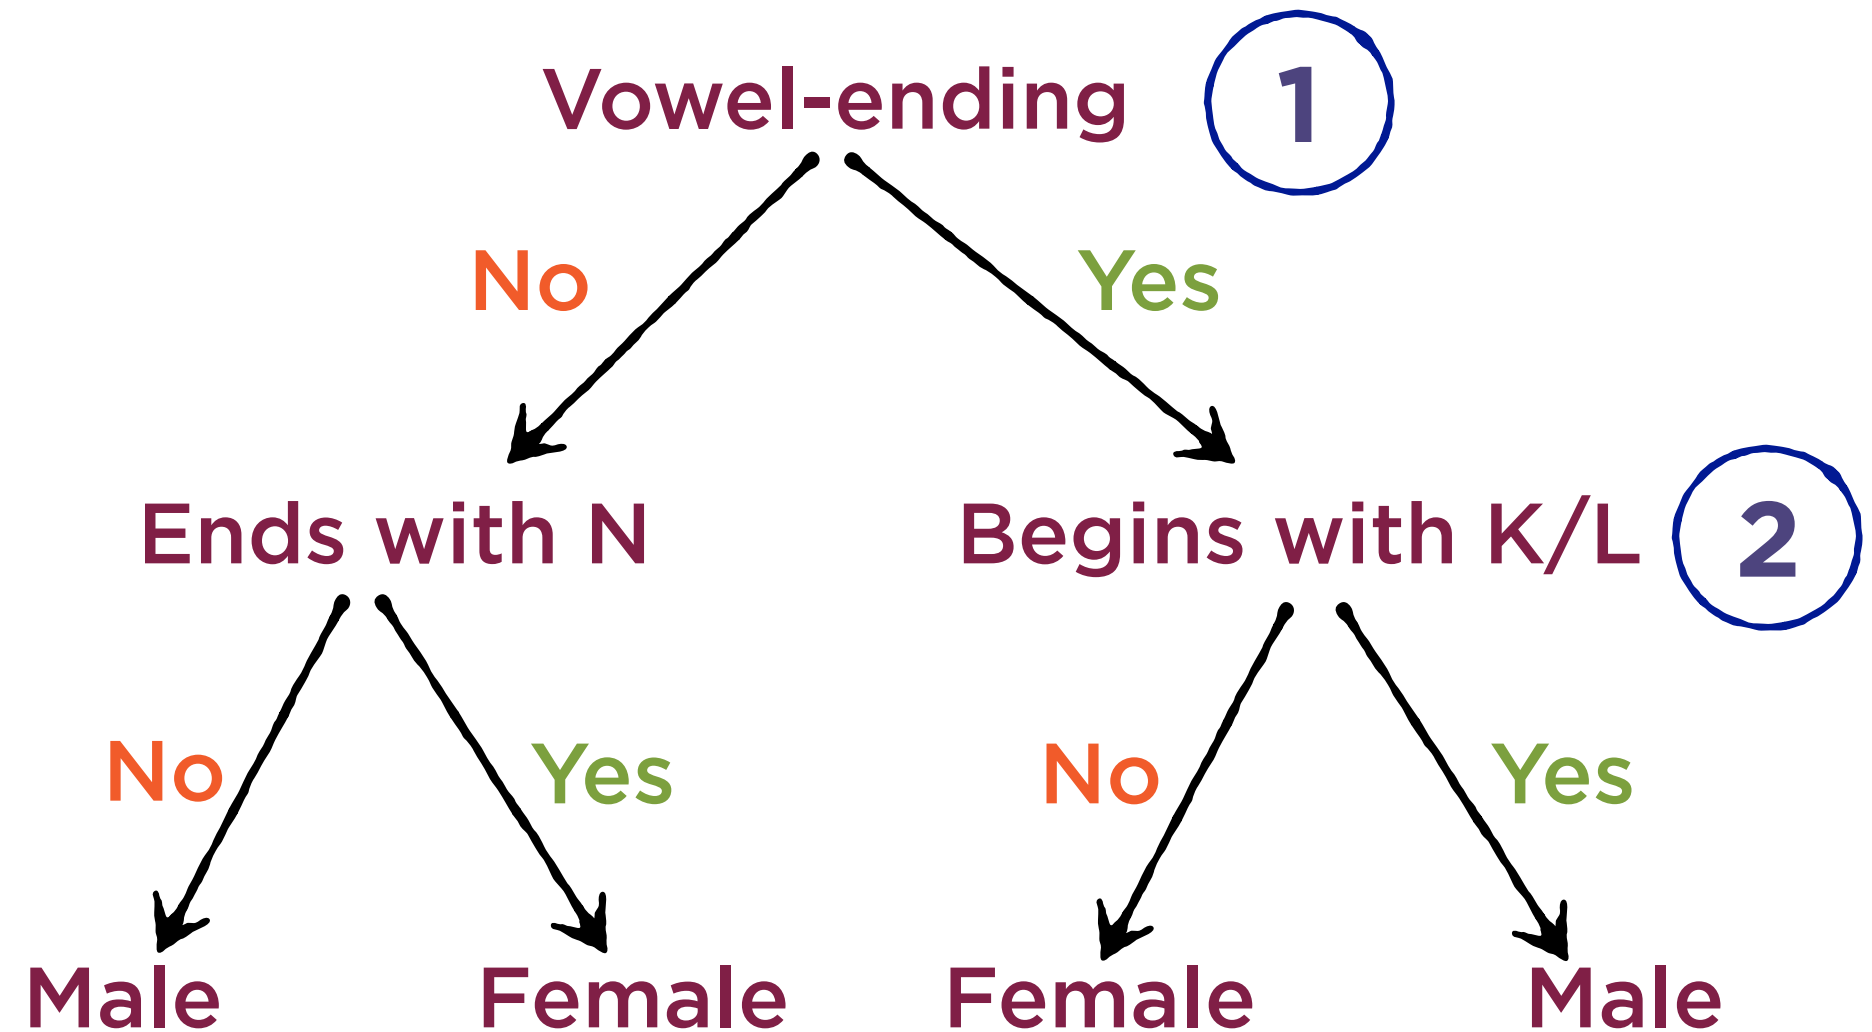 Vowel-ending 1
No Yes
Ends with N Begins with K/L 2
No Yes No Yes
Male Female Female Male